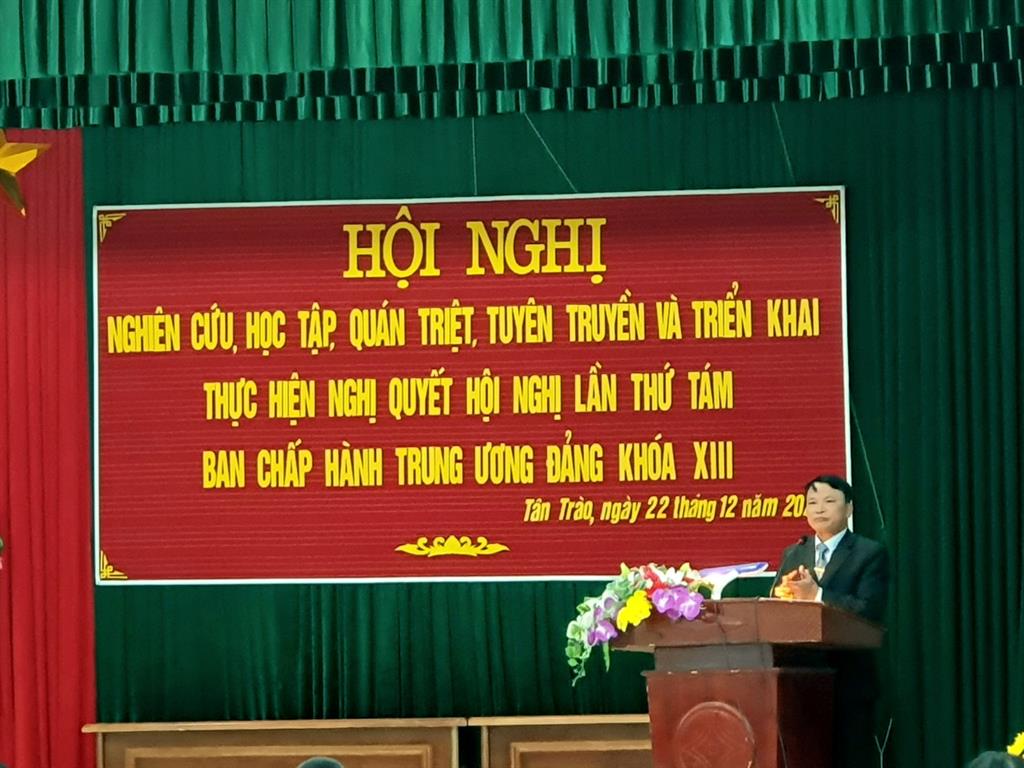 HỘI NGHỊ
NGHIÊN CỨU, HỌC TẬP, QUÁN TRIỆT, TUYÊN TRUYỀN VÀ TRIỂN KHAI
THỰC HIỆN NGHỊ QUYẾT HỘI NGHỊ LẦN THỨ TÁM
BAN CHẤP HÀNH TRUNG ƯƠNG ĐẢNG KHÓA XIII
Tân Trào, ngày 22 tháng 12 năm